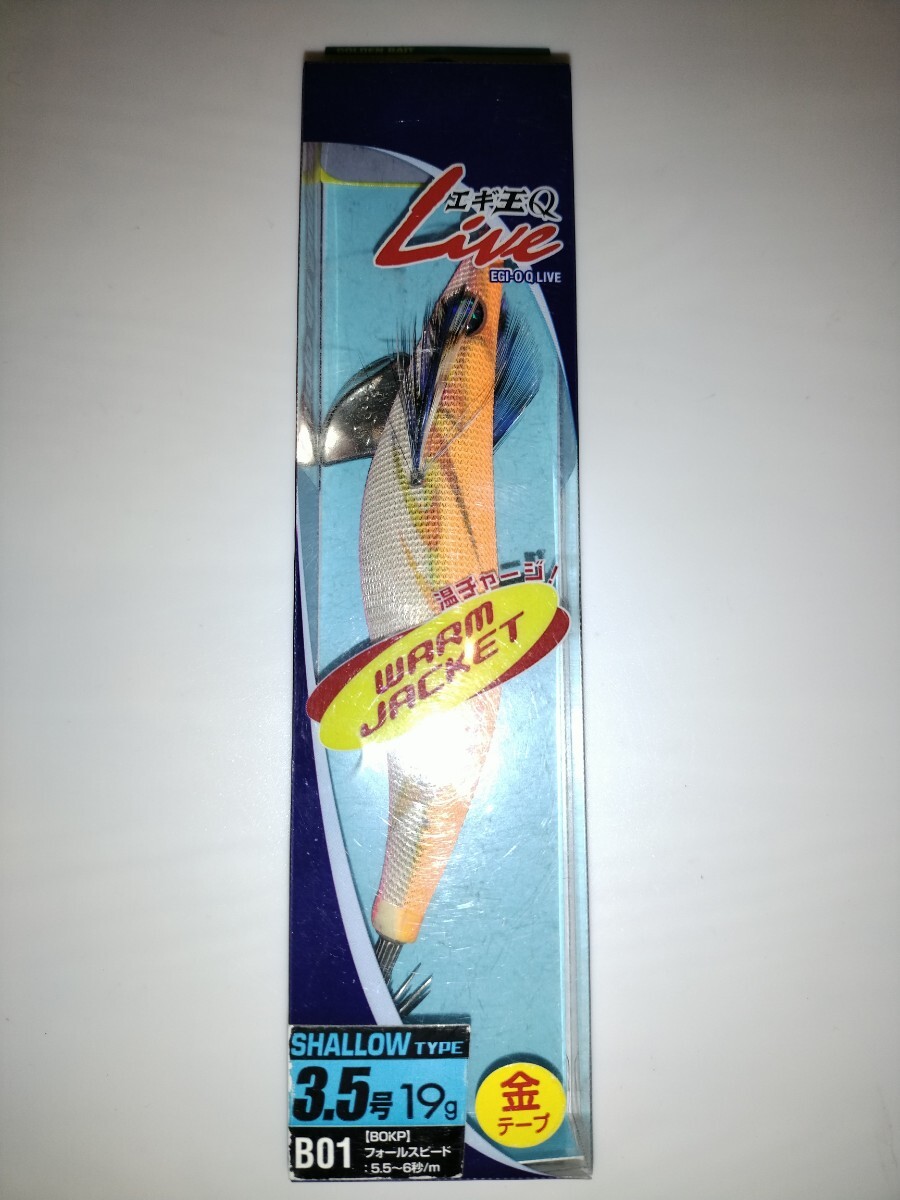 GOLDEN BAIT
エギ王Q
Live
EGI-O Q LIVE
温チャージ!
WARM
JACKET
SHALLOW TYPE
3.5号 19g
B01
【BOKP】
フォールスピード
:5.5~6秒/m
金
テープ